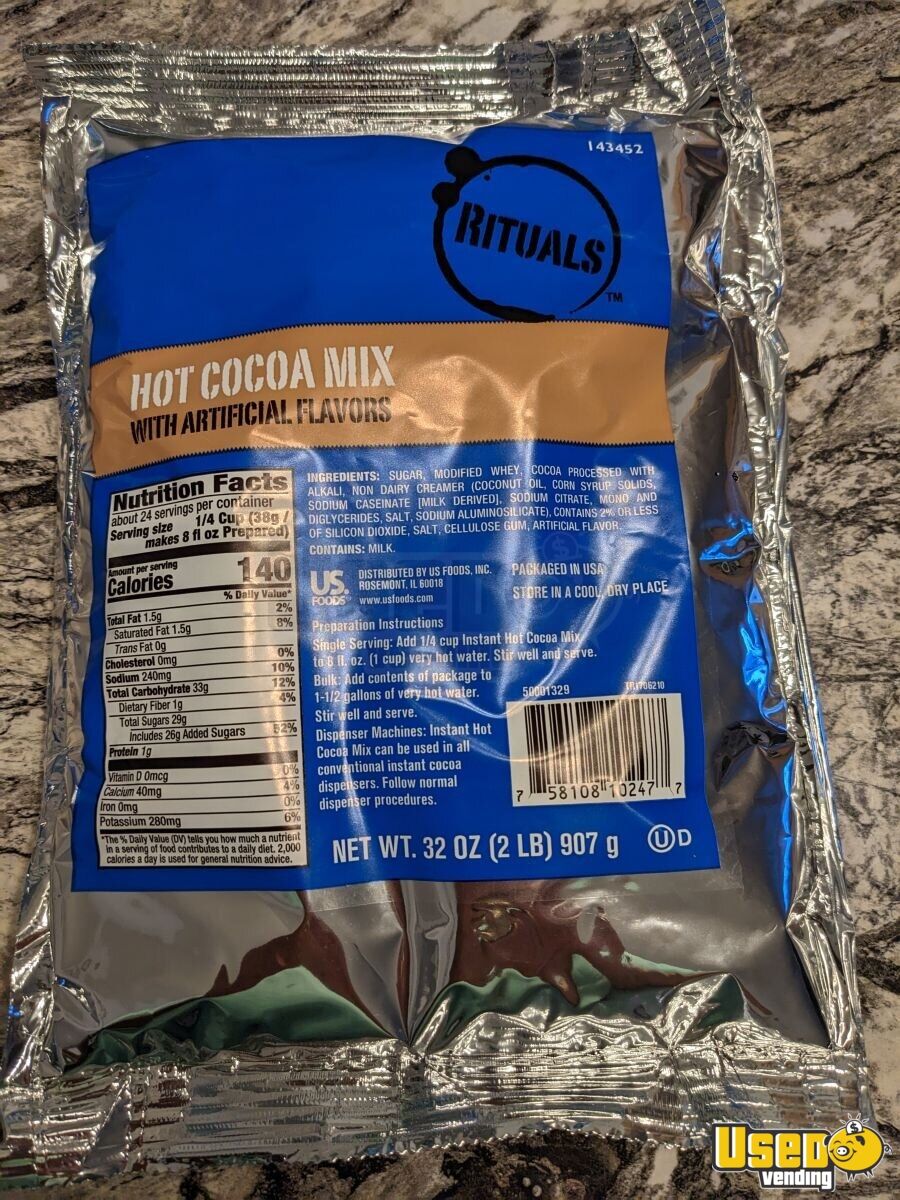 143452
RITUALS
TM
HOT COCOA MIX
WITH ARTIFICIAL FLAVORS
Nutrition Facts
about 24 servings per container
Serving size 1/4 Cup (38g /
makes 8 fl oz Prepared)
Amount per serving
Calories 140
% Daily Value*
Total Fat 1.5g 2%
Saturated Fat 1.5g 8%
Trans Fat 0g
Cholesterol 0mg 0%
Sodium 240mg 10%
Total Carbohydrate 33g 12%
Dietary Fiber 1g 4%
Total Sugars 29g
Includes 26g Added Sugars 52%
Protein 1g
Vitamin D 0mcg 0%
Calcium 40mg 4%
Iron 0mg 0%
Potassium 280mg 6%
*The % Daily Value (DV) tells you how much a nutrient
in a serving of food contributes to a daily diet. 2,000
calories a day is used for general nutrition advice.
INGREDIENTS: SUGAR, MODIFIED WHEY, COCOA PROCESSED WITH
ALKALI, NON DAIRY CREAMER (COCONUT OIL, CORN SYRUP SOLIDS,
SODIUM CASEINATE [MILK DERIVED], SODIUM CITRATE, MONO AND
DIGLYCERIDES, SALT, SODIUM ALUMINOSILICATE), CONTAINS 2% OR LESS
OF SILICON DIOXIDE, SALT, CELLULOSE GUM, ARTIFICIAL FLAVOR.
CONTAINS: MILK.
US.
FOODS
DISTRIBUTED BY US FOODS, INC.
ROSEMONT, IL 60018
www.usfoods.com
PACKAGED IN USA
STORE IN A COOL, DRY PLACE
Preparation Instructions
Single Serving: Add 1/4 cup Instant Hot Cocoa Mix
to 8 fl. oz. (1 cup) very hot water. Stir well and serve.
Bulk: Add contents of package to
1-1/2 gallons of very hot water.
Stir well and serve.
Dispenser Machines: Instant Hot
Cocoa Mix can be used in all
conventional instant cocoa
dispensers. Follow normal
dispenser procedures.
50001329 TR1706210
7 58108 10247 7
NET WT. 32 OZ (2 LB) 907 g
U D
USED
vending